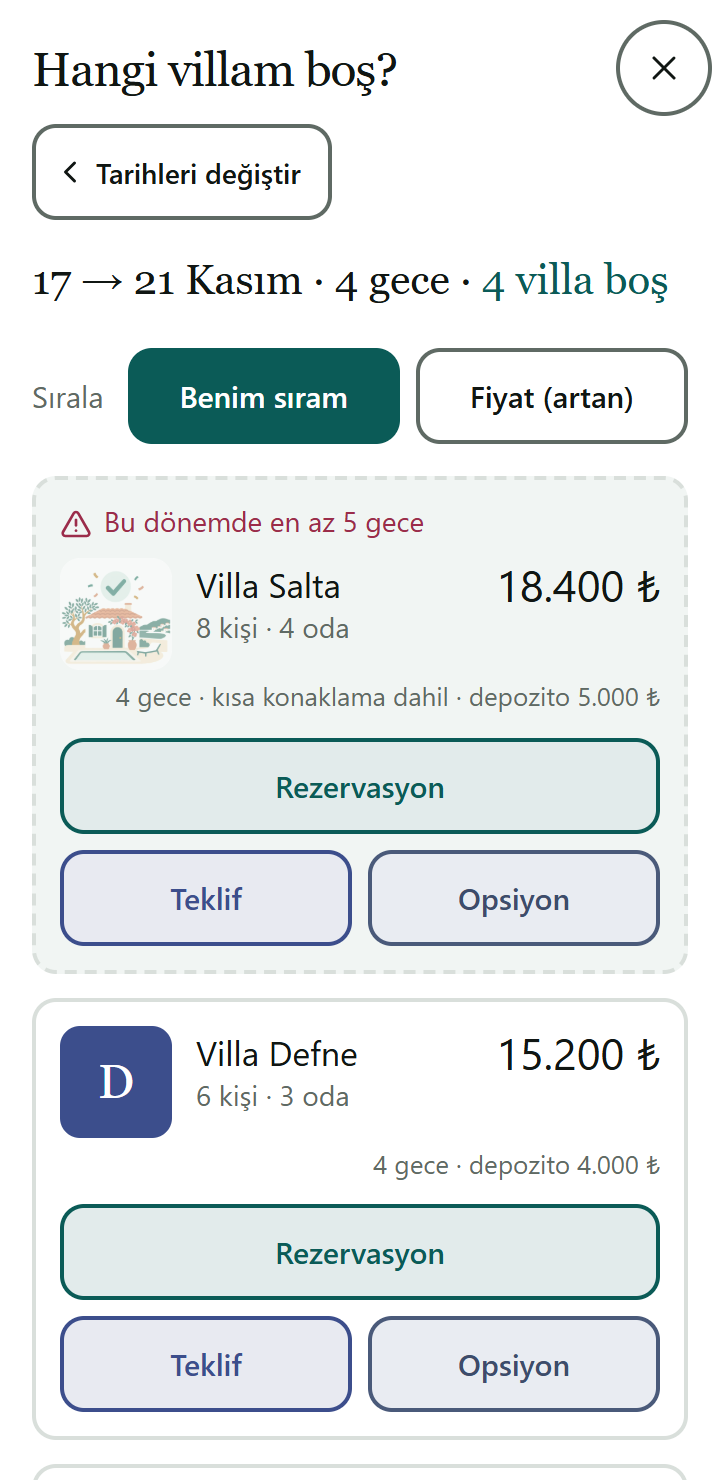 Hangi villam boş?
Tarihleri değiştir
17 → 21 Kasım · 4 gece · 4 villa boş
Sırala Benim sıram Fiyat (artan)
Bu dönemde en az 5 gece
Villa Salta 18.400 ₺
8 kişi · 4 oda
4 gece · kısa konaklama dahil · depozito 5.000 ₺
Rezervasyon
Teklif Opsiyon
D Villa Defne 15.200 ₺
6 kişi · 3 oda
4 gece · depozito 4.000 ₺
Rezervasyon
Teklif Opsiyon